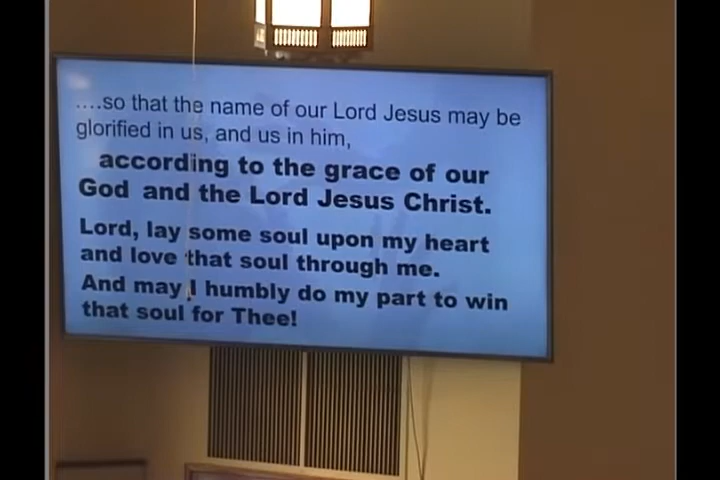 ....so that the name of our Lord Jesus may be
glorified in us, and us in him,
according to the grace of our
God and the Lord Jesus Christ.
Lord, lay some soul upon my heart
and love that soul through me.
And may I humbly do my part to win
that soul for Thee!